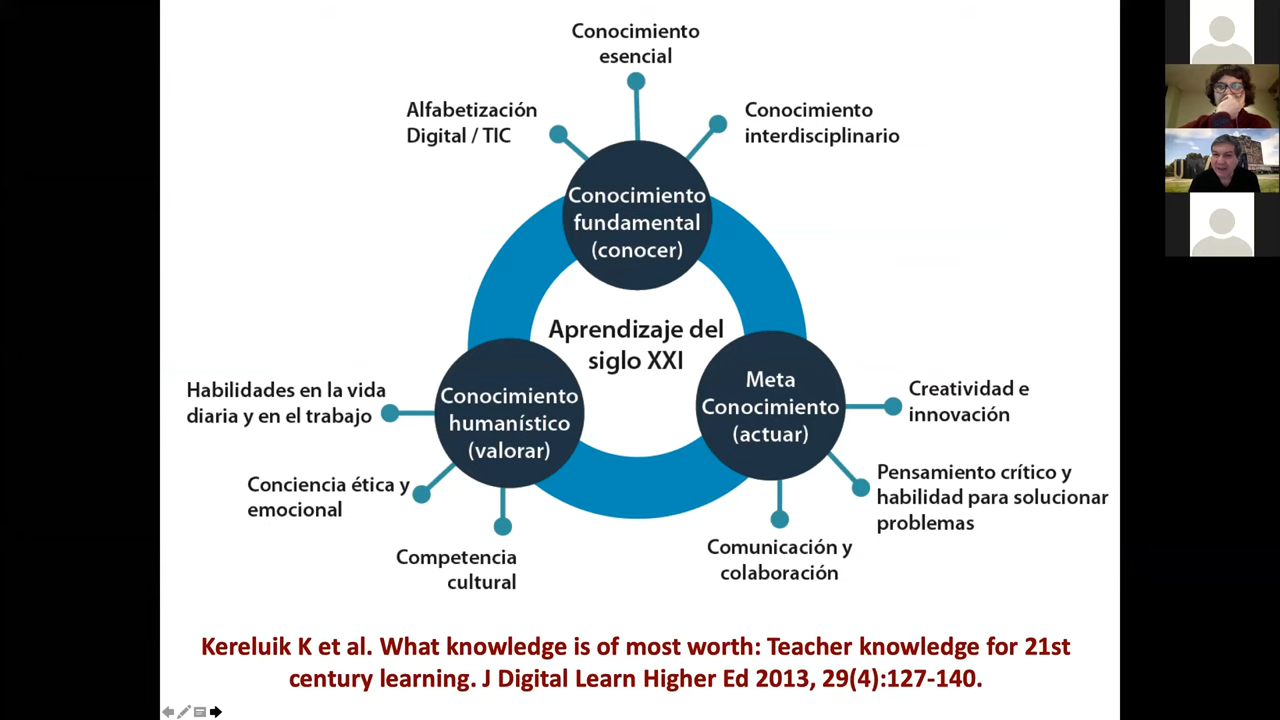 Conocimiento
esencial
Alfabetización
Digital / TIC
Conocimiento
interdisciplinario
Conocimiento
fundamental
(conocer)
Aprendizaje del
siglo XXI
Habilidades en la vida
diaria y en el trabajo
Conocimiento
humanístico
(valorar)
Meta
Conocimiento
(actuar)
Creatividad e
innovación
Conciencia ética y
emocional
Pensamiento crítico y
habilidad para solucionar
problemas
Competencia
cultural
Comunicación y
colaboración
Kereluik K et al. What knowledge is of most worth: Teacher knowledge for 21st
century learning. J Digital Learn Higher Ed 2013, 29(4):127-140.